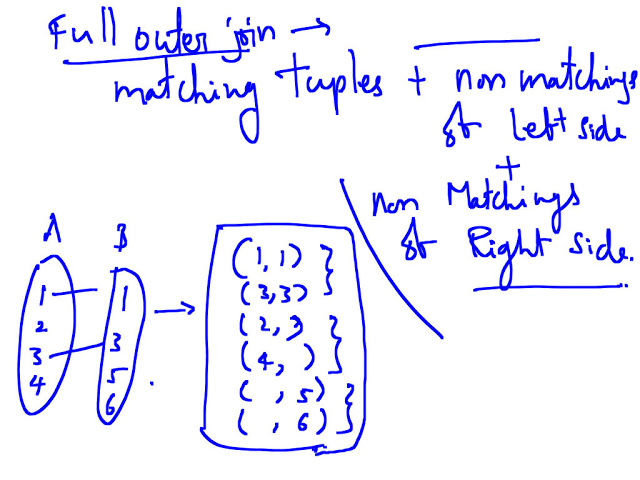 Full outer join →
matching tuples + non matchings
of Left side
+
non Matchings
of Right side.
A B
1 1
2
3 3
4 5
6
(1, 1)
(3, 3)
(2, )
(4, )
( , 5)
( , 6)